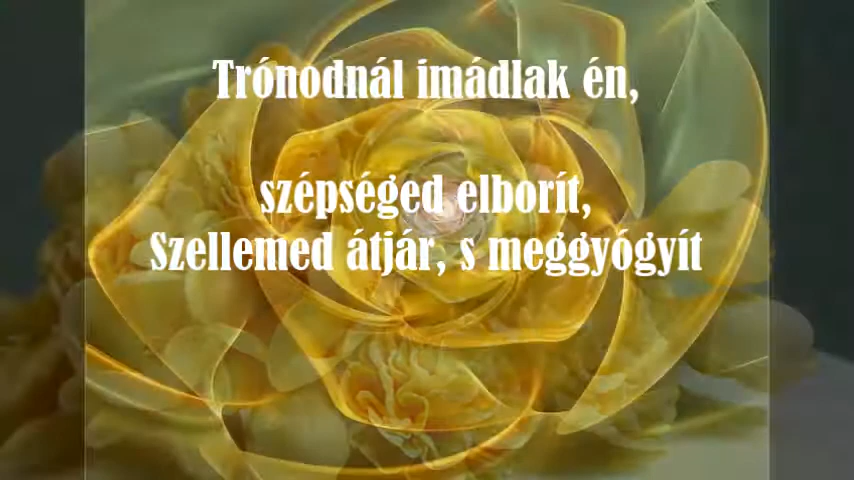 Trónodnál imádlak én,
szépséged elborít,
Szellemed átjár, s meggyógyít